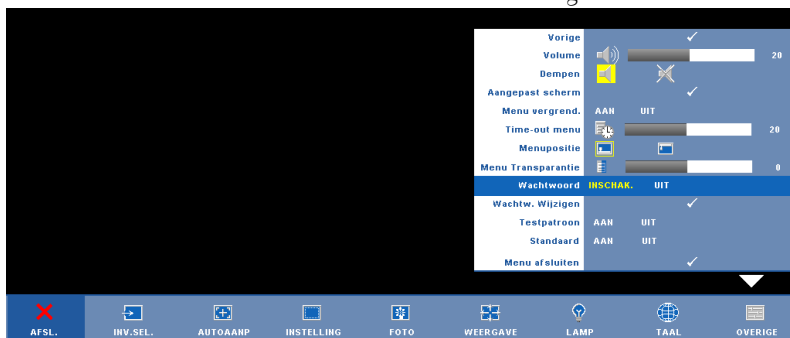 Vorige
Volume 20
Dempen
Aangepast scherm
Menu vergrend. AAN UIT
Time-out menu 20
Menupositie
Menu Transparantie 0
Wachtwoord INSCHAK. UIT
Wachtw. Wijzigen
Testpatroon AAN UIT
Standaard AAN UIT
Menu afsluiten
AFSL. INV.SEL. AUTOAANP INSTELLING FOTO WEERGAVE LAMP TAAL OVERIGE